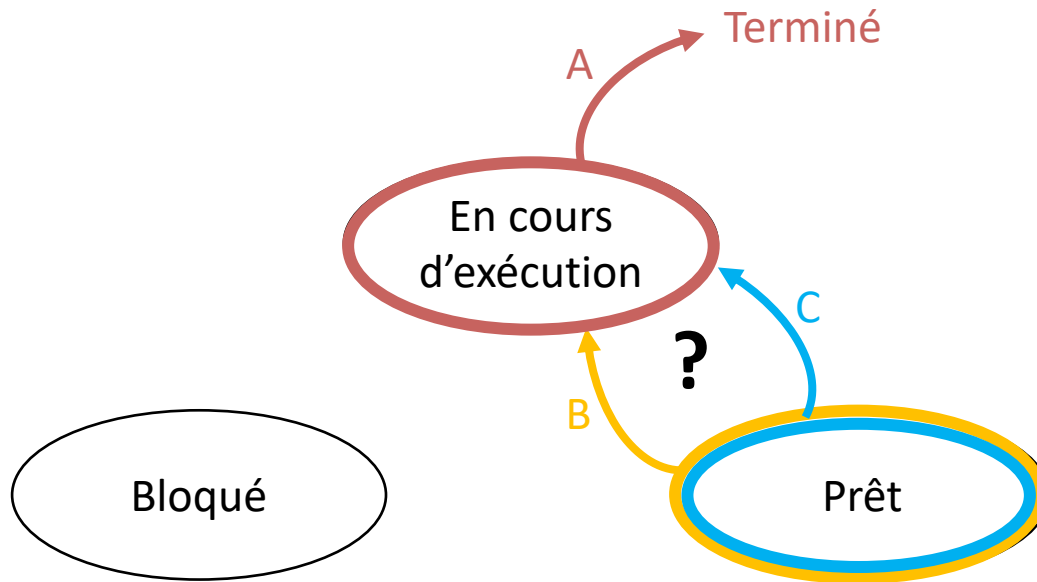 Terminé
A
En cours
d’exécution
C
?
B
Bloqué
Prêt